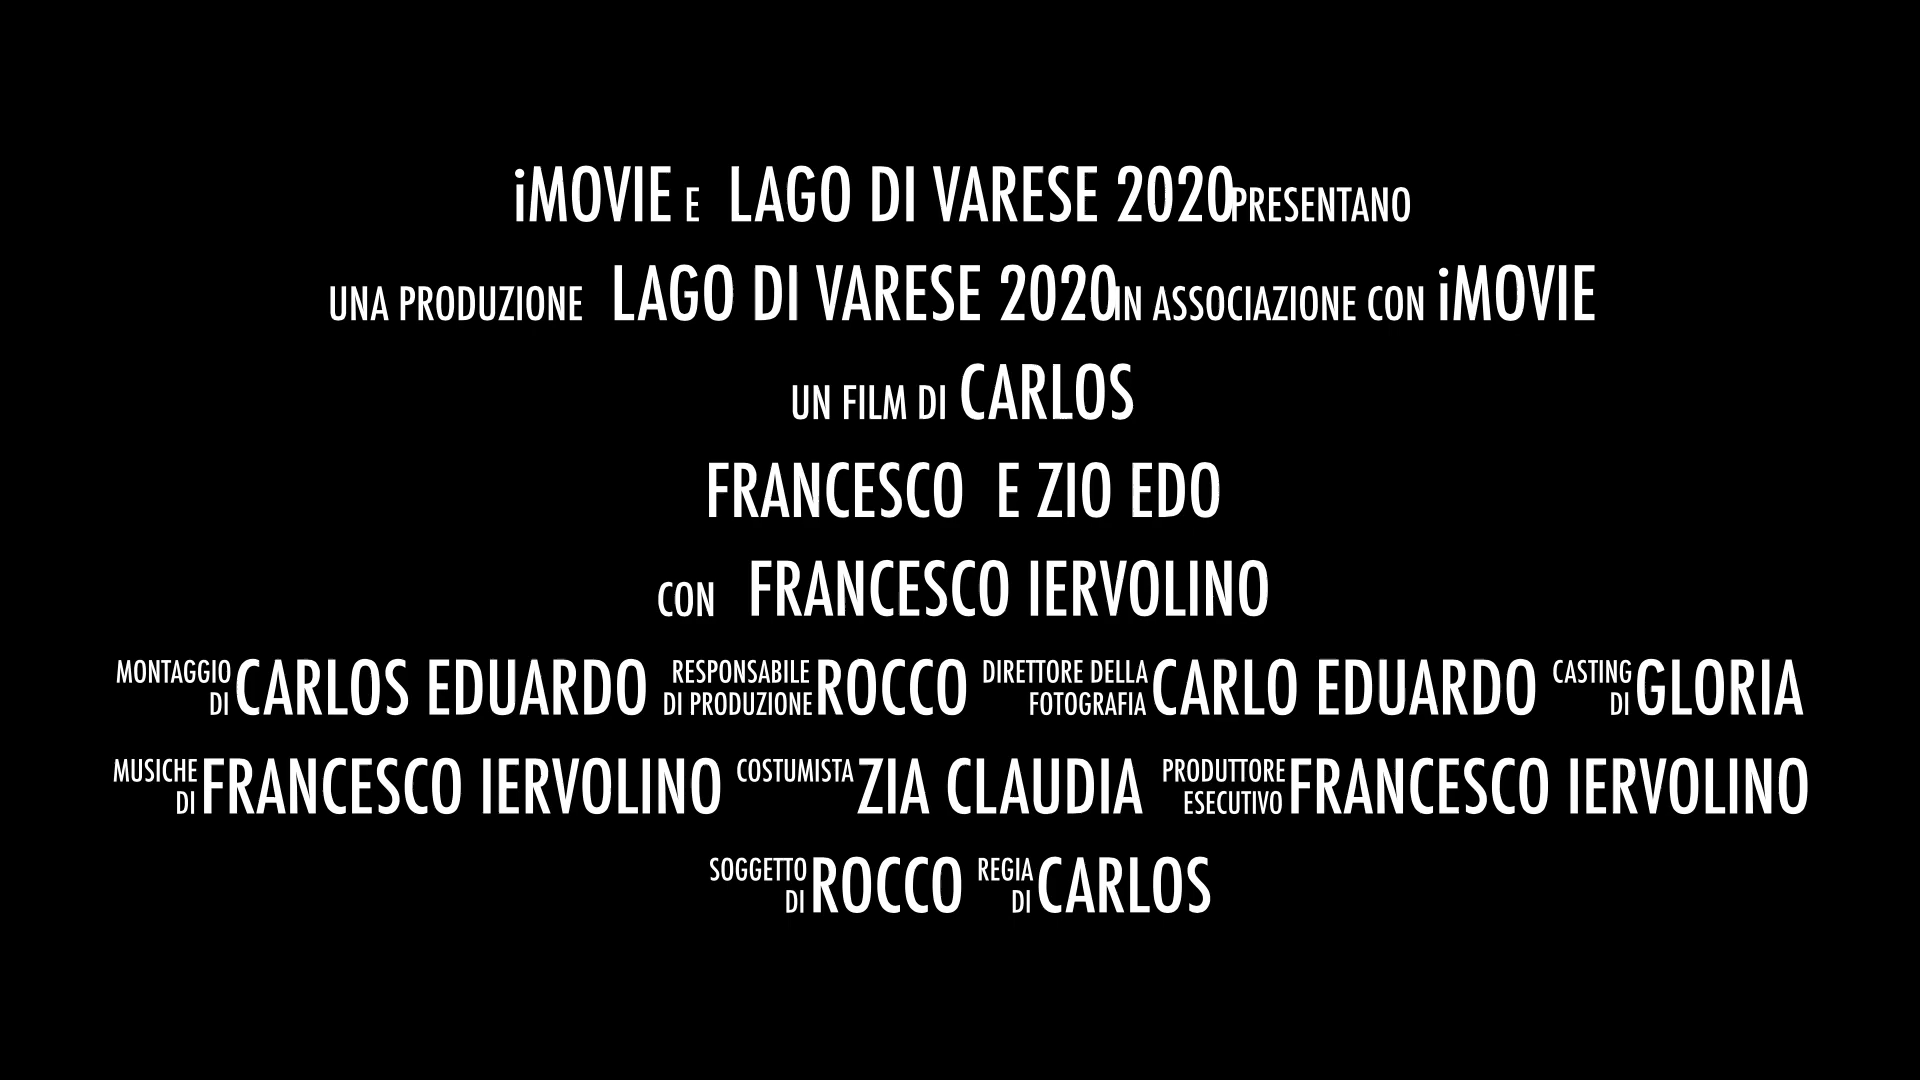 iMOVIE E LAGO DI VARESE 2020 PRESENTANO
UNA PRODUZIONE LAGO DI VARESE 2020 IN ASSOCIAZIONE CON iMOVIE
UN FILM DI CARLOS
FRANCESCO E ZIO EDO
CON FRANCESCO IERVOLINO
MONTAGGIO DI CARLOS EDUARDO RESPONSABILE DI PRODUZIONE ROCCO DIRETTORE DELLA FOTOGRAFIA CARLO EDUARDO CASTING DI GLORIA
MUSICHE DI FRANCESCO IERVOLINO COSTUMISTA ZIA CLAUDIA PRODUTTORE ESECUTIVO FRANCESCO IERVOLINO
SOGGETTO DI ROCCO REGIA DI CARLOS